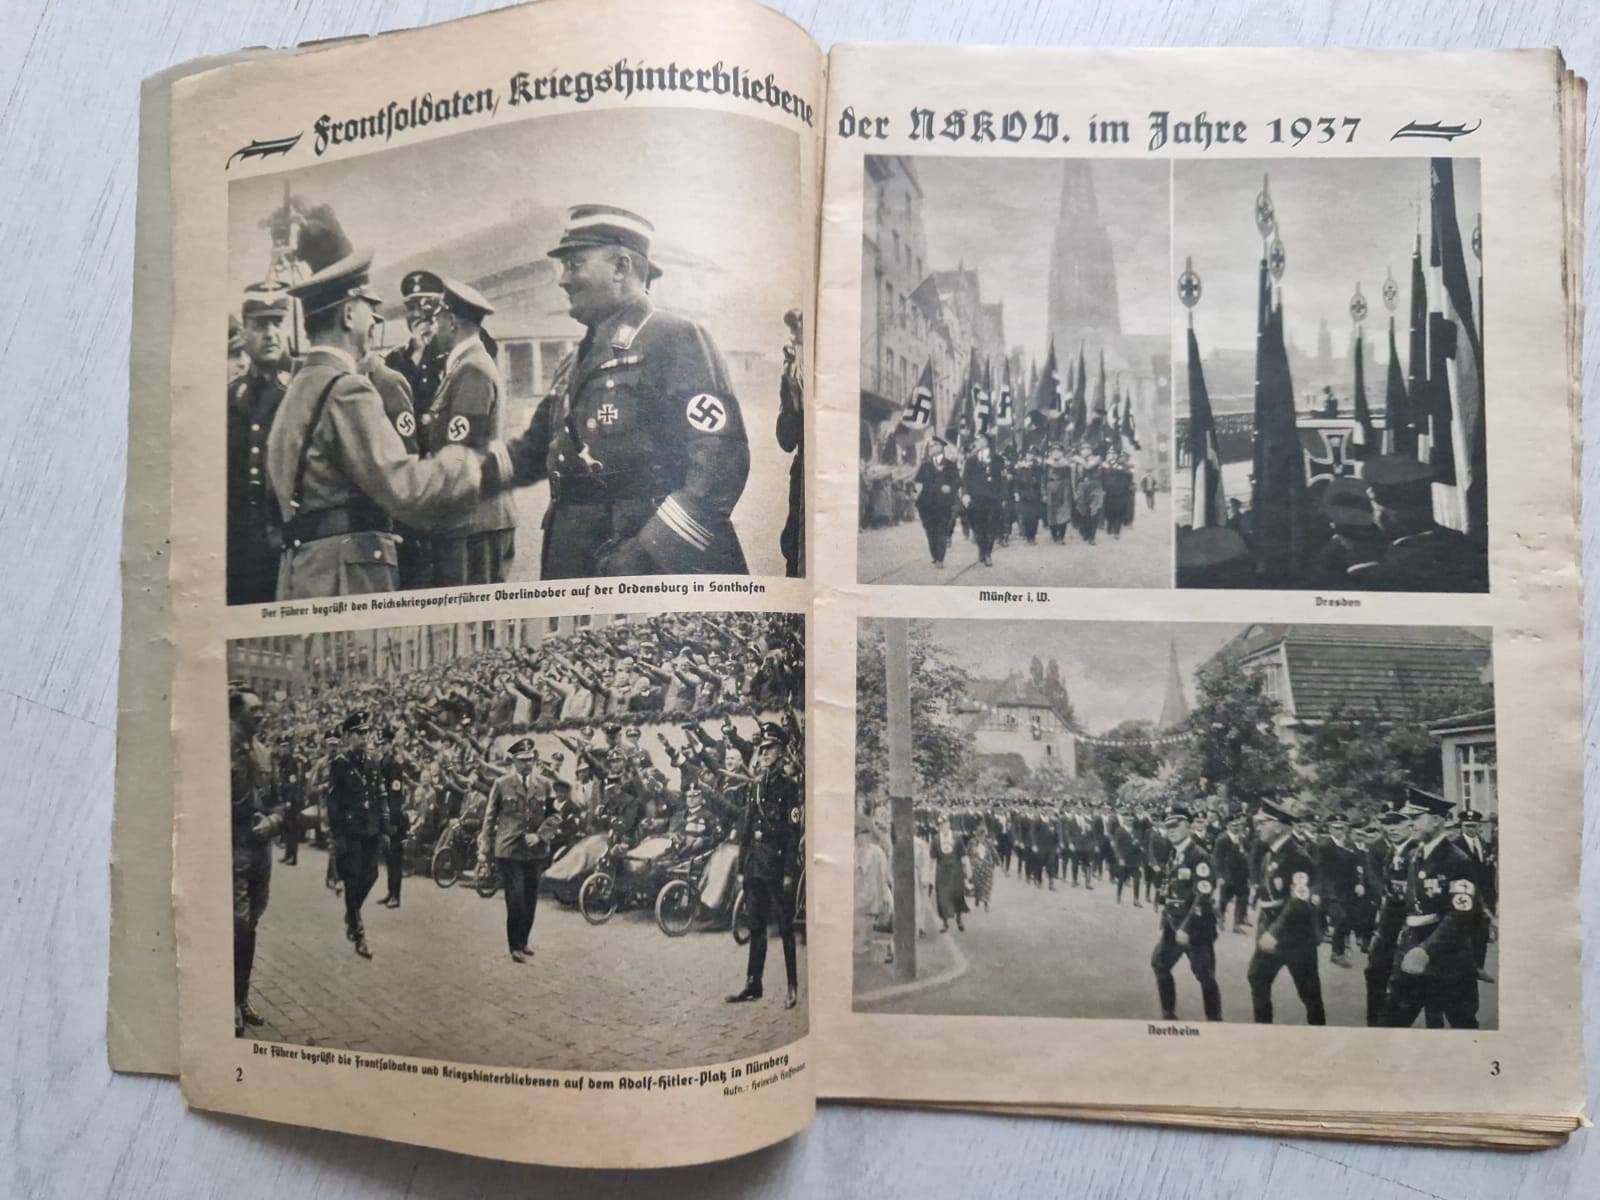 Frontsoldaten, Kriegshinterbliebene der NSKOV. im Jahre 1937
Der Führer begrüßt den Reichskriegsopferführer Oberlindober auf der Ordensburg in Sonthofen
Der Führer begrüßt die Frontsoldaten und Kriegshinterbliebenen auf dem Adolf-Hitler-Platz in Nürnberg
Aufn.: Heinrich Hoffmann
2
Münster i. W.
Dresden
Northeim
3